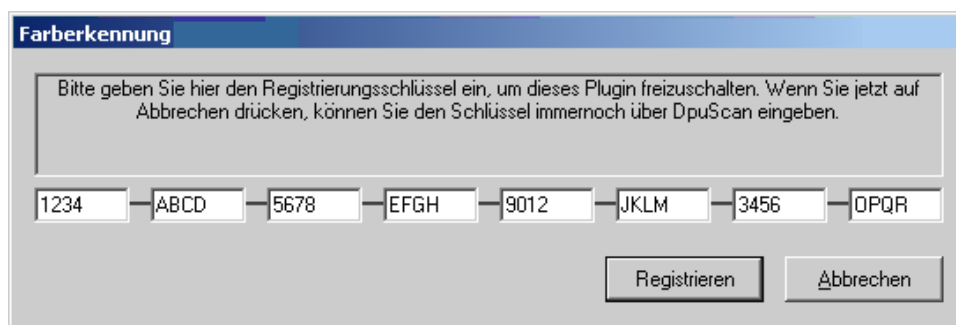 Farberkennung
Bitte geben Sie hier den Registrierungsschlüssel ein, um dieses Plugin freizuschalten. Wenn Sie jetzt auf
Abbrechen drücken, können Sie den Schlüssel immernoch über DpuScan eingeben.
1234 ABCD 5678 EFGH 9012 JKLM 3456 OPQR
Registrieren Abbrechen